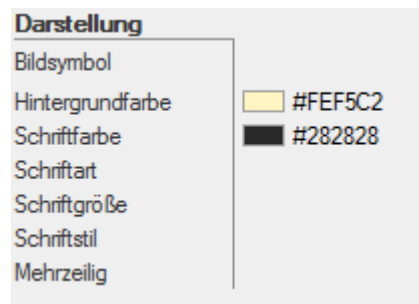 Darstellung
Bildsymbol
Hintergrundfarbe #FEF5C2
Schriftfarbe #282828
Schriftart
Schriftgröße
Schriftstil
Mehrzeilig